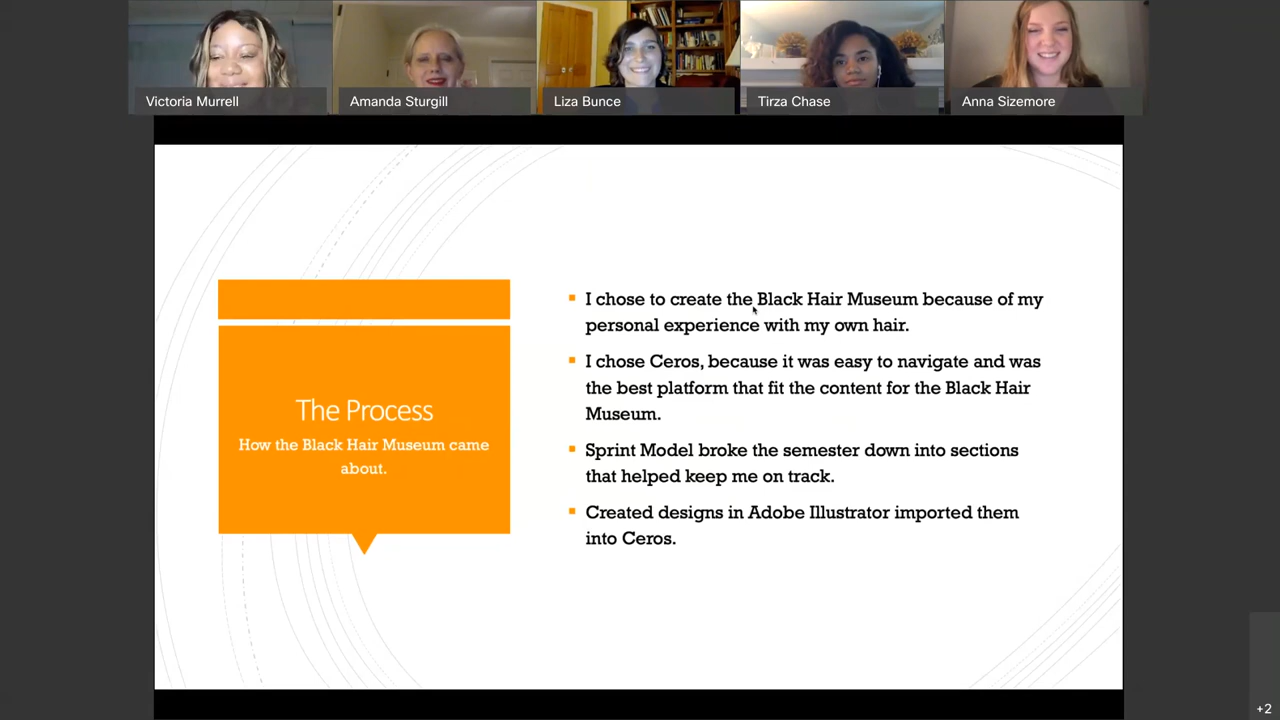 Victoria Murrell
Amanda Sturgill
Liza Bunce
Tirza Chase
Anna Sizemore
The Process
How the Black Hair Museum came
about.
I chose to create the Black Hair Museum because of my
personal experience with my own hair.
I chose Ceros, because it was easy to navigate and was
the best platform that fit the content for the Black Hair
Museum.
Sprint Model broke the semester down into sections
that helped keep me on track.
Created designs in Adobe Illustrator imported them
into Ceros.
+2